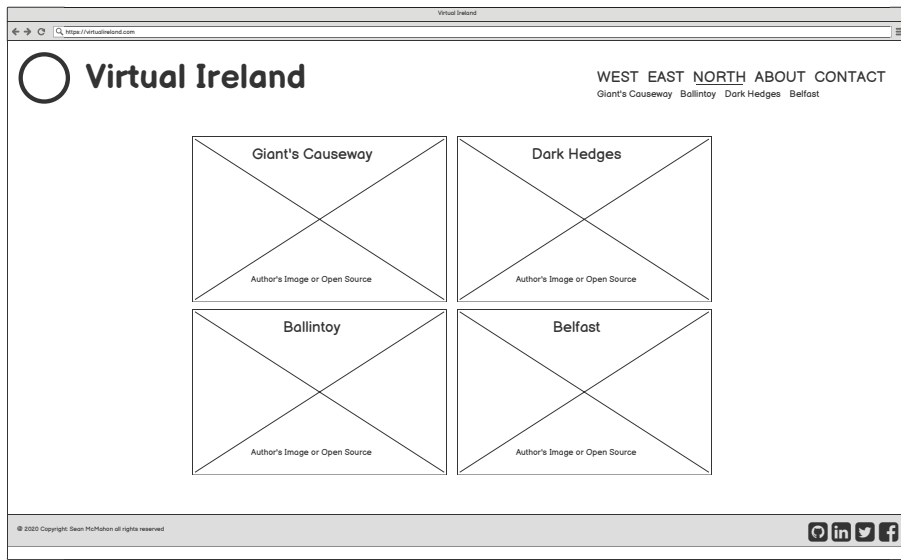 Virtual Ireland
https://virtualireland.com
Virtual Ireland
WEST EAST NORTH ABOUT CONTACT
Giant's Causeway Ballintoy Dark Hedges Belfast
Giant's Causeway
Author's Image or Open Source
Dark Hedges
Author's Image or Open Source
Ballintoy
Author's Image or Open Source
Belfast
Author's Image or Open Source
© 2020 Copyright: Sean McMahon all rights reserved
in